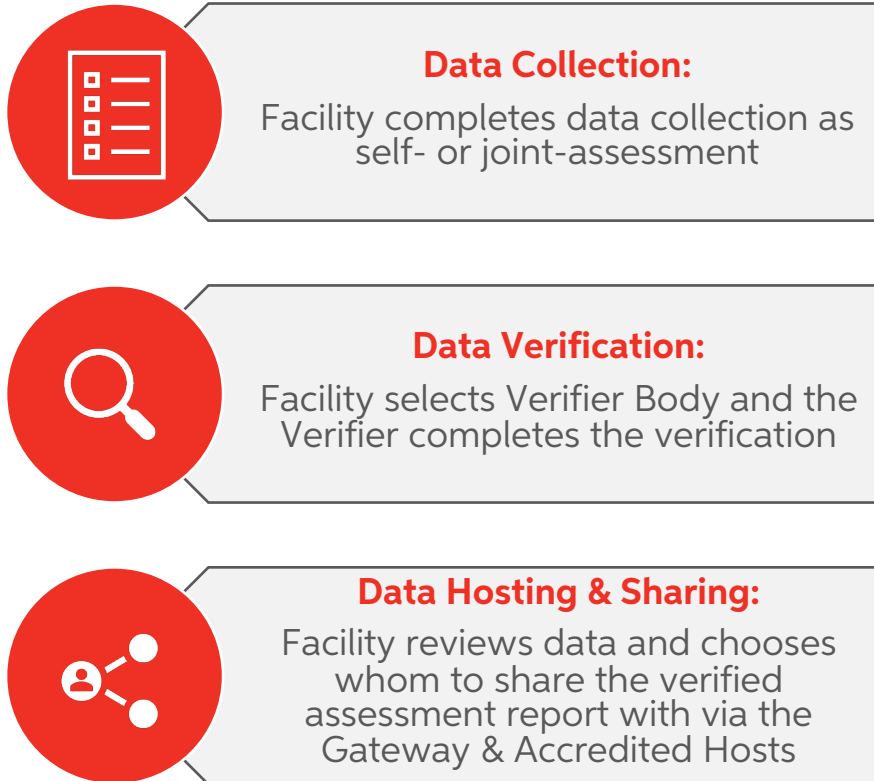 Data Collection:
Facility completes data collection as
self- or joint-assessment
Data Verification:
Facility selects Verifier Body and the
Verifier completes the verification
Data Hosting & Sharing:
Facility reviews data and chooses
whom to share the verified
assessment report with via the
Gateway & Accredited Hosts